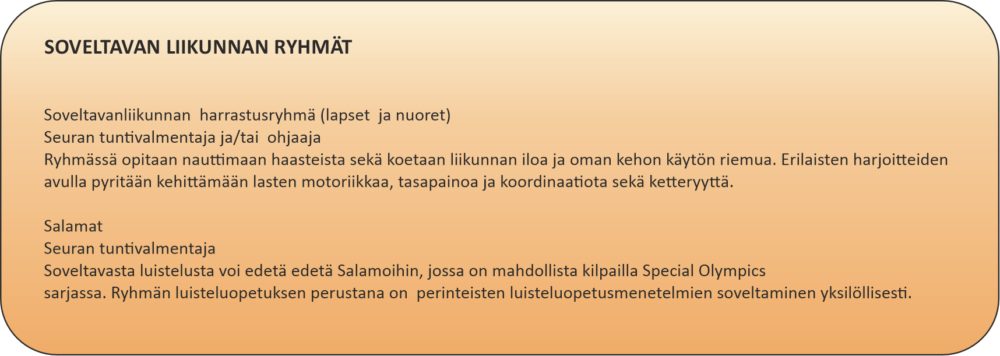 SOVELTAVAN LIIKUNNAN RYHMÄT
Soveltavanliikunnan  harrastusryhmä (lapset  ja nuoret)
Seuran tuntivalmentaja ja/tai  ohjaaja
Ryhmässä opitaan nauttimaan haasteista sekä koetaan liikunnan iloa ja oman kehon käytön riemua. Erilaisten harjoitteiden
avulla pyritään kehittämään lasten motoriikkaa, tasapainoa ja koordinaatiota sekä ketteryyttä.
Salamat
Seuran tuntivalmentaja
Soveltavasta luistelusta voi edetä edetä Salamoihin, jossa on mahdollista kilpailla Special Olympics
sarjassa. Ryhmän luisteluopetuksen perustana on  perinteisten luisteluopetusmenetelmien soveltaminen yksilöllisesti.